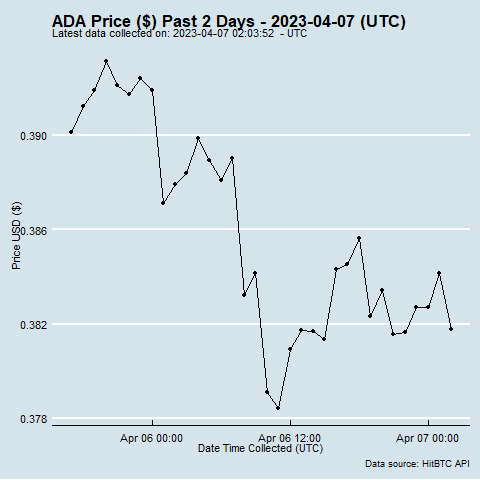 ADA Price ($) Past 2 Days - 2023-04-07 (UTC)
Latest data collected on: 2023-04-07 02:03:52 - UTC
0.390
0.386
0.382
0.378
Price USD ($)
Apr 06 00:00
Apr 06 12:00
Apr 07 00:00
Date Time Collected (UTC)
Data source: HitBTC API